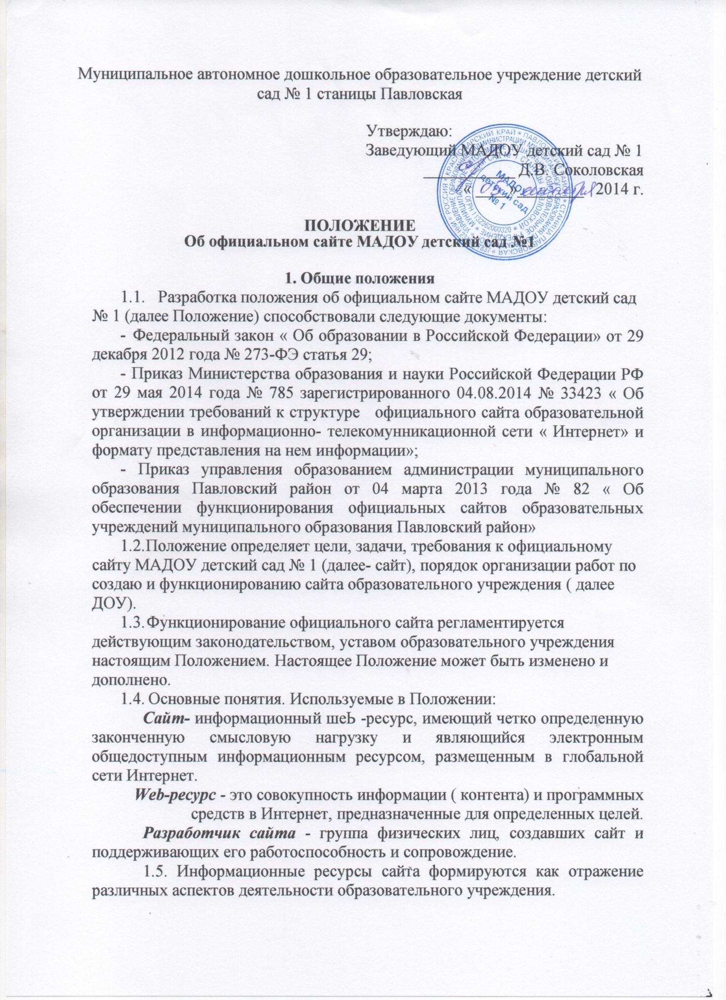 Муниципальное автономное дошкольное образовательное учреждение детский
сад № 1 станицы Павловская
Утверждаю:
Заведующий МАДОУ детский сад № 1
____________ Д.В. Соколовская
« 05 » сентября 2014 г.
МАДОУ
детский сад
№ 1
ПОЛОЖЕНИЕ
Об официальном сайте МАДОУ детский сад №1
1. Общие положения
1.1. Разработка положения об официальном сайте МАДОУ детский сад
№ 1 (далее Положение) способствовали следующие документы:
- Федеральный закон « Об образовании в Российской Федерации» от 29
декабря 2012 года № 273-ФЭ статья 29;
- Приказ Министерства образования и науки Российской Федерации РФ
от 29 мая 2014 года № 785 зарегистрированного 04.08.2014 № 33423 « Об
утверждении требований к структуре официального сайта образовательной
организации в информационно- телекомунникационной сети « Интернет» и
формату представления на нем информации»;
- Приказ управления образованием администрации муниципального
образования Павловский район от 04 марта 2013 года № 82 « Об
обеспечении функционирования официальных сайтов образовательных
учреждений муниципального образования Павловский район»
1.2.Положение определяет цели, задачи, требования к официальному
сайту МАДОУ детский сад № 1 (далее- сайт), порядок организации работ по
создаю и функционированию сайта образовательного учреждения ( далее
ДОУ).
1.3.Функционирование официального сайта регламентируется
действующим законодательством, уставом образовательного учреждения
настоящим Положением. Настоящее Положение может быть изменено и
дополнено.
1.4. Основные понятия. Используемые в Положении:
Сайт- информационный шеЬ -ресурс, имеющий четко определенную
законченную смысловую нагрузку и являющийся электронным
общедоступным информационным ресурсом, размещенным в глобальной
сети Интернет.
Web-ресурс - это совокупность информации ( контента) и программных
средств в Интернет, предназначенные для определенных целей.
Разработчик сайта - группа физических лиц, создавших сайт и
поддерживающих его работоспособность и сопровождение.
1.5. Информационные ресурсы сайта формируются как отражение
различных аспектов деятельности образовательного учреждения.